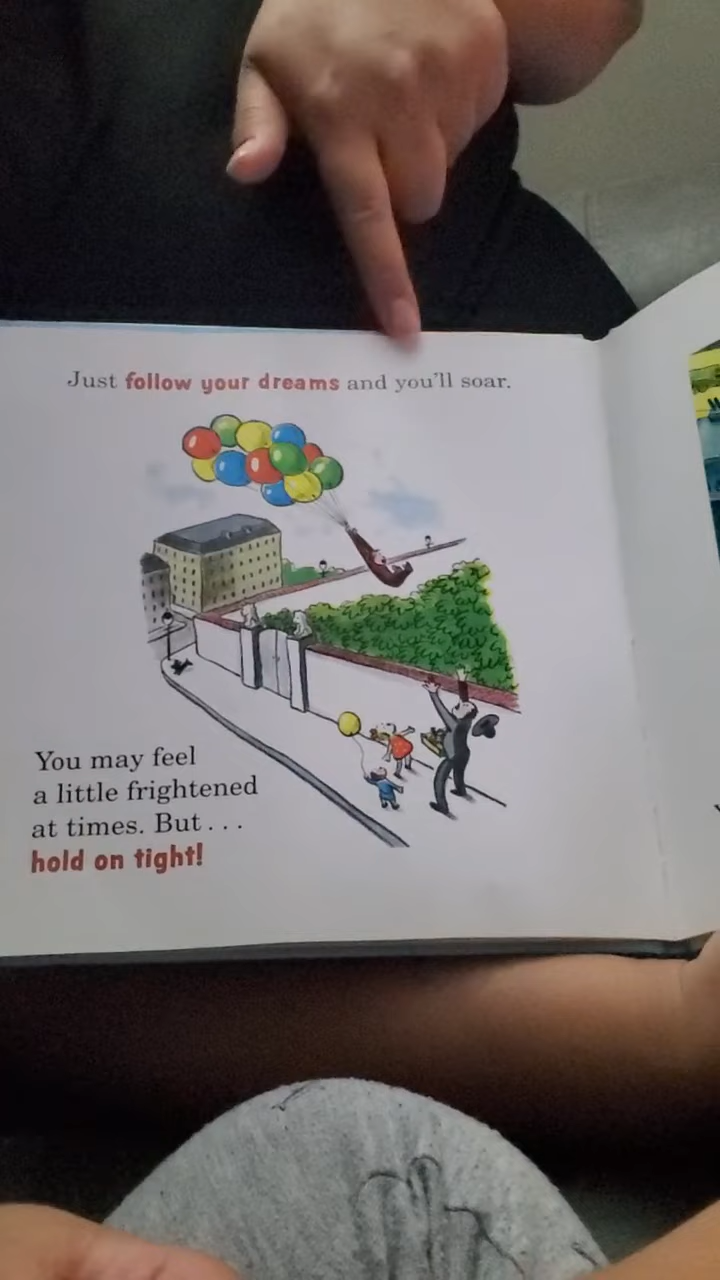 Just follow your dreams and you'll soar.
You may feel
a little frightened
at times. But . . .
hold on tight!